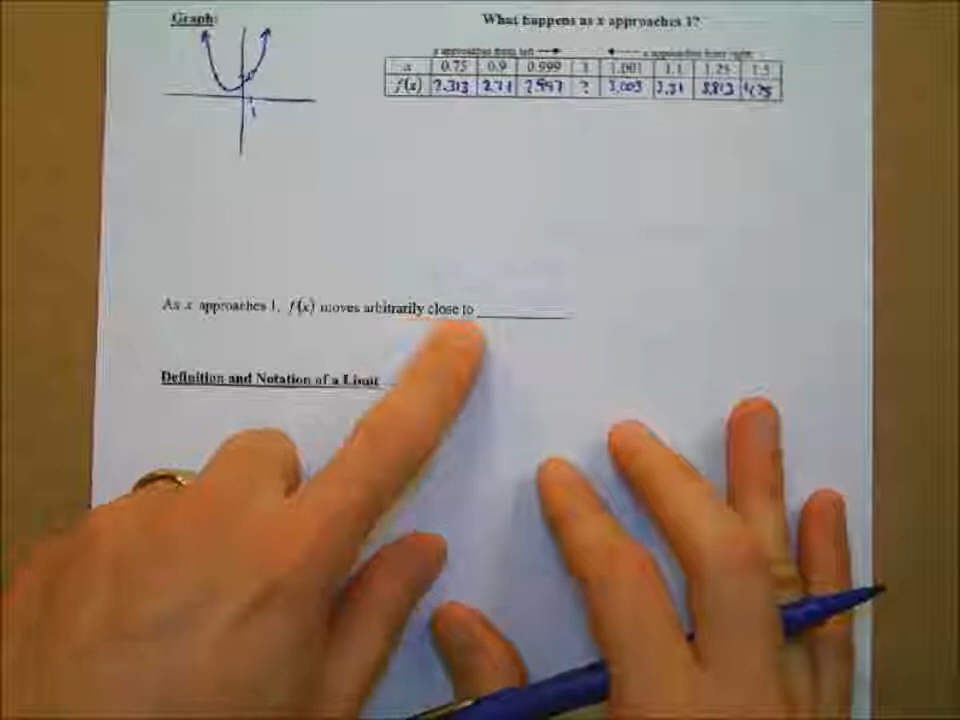 Graph:
What happens as x approaches 1?
x approaches from left x approaches from right
x 0.75 0.9 0.999 1 1.001 1.1 1.25 1.5
f(x) 2.313 2.71 2.997 ? 3.003 3.31 3.813 4.75
1
As x approaches 1, f(x) moves arbitrarily close to
Definition and Notation of a Limit